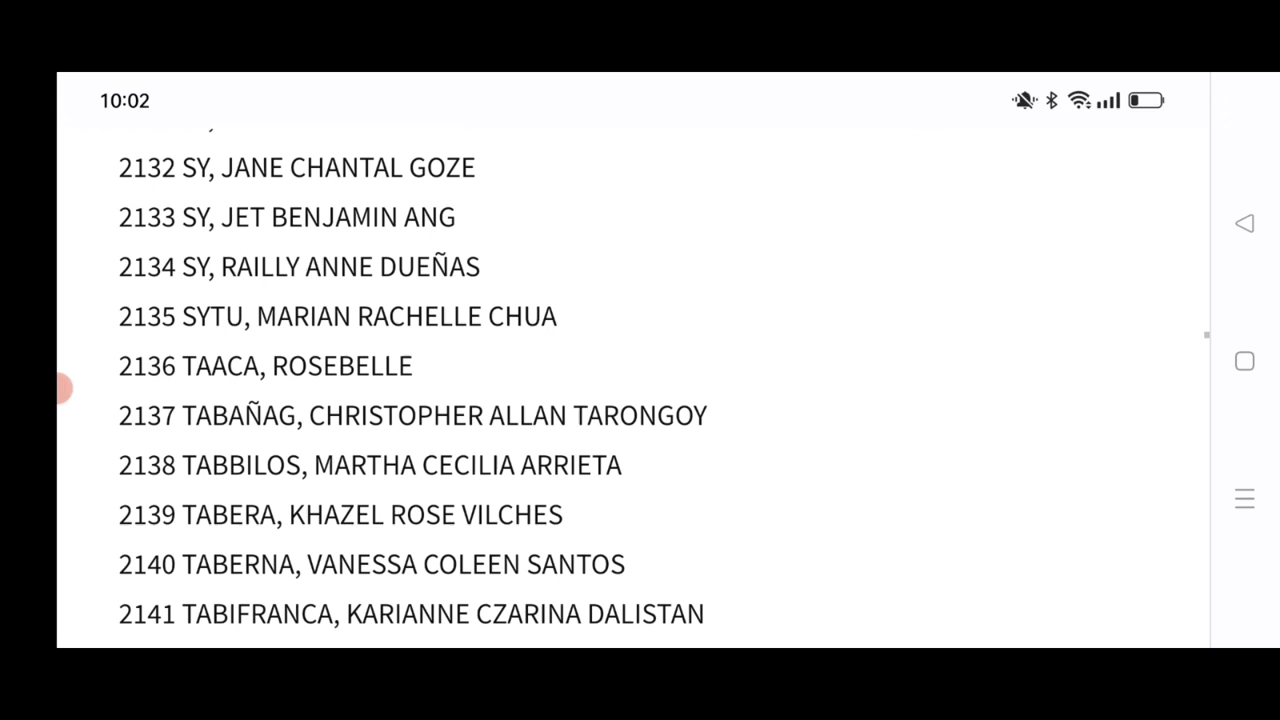 10:02
2132 SY, JANE CHANTAL GOZE
2133 SY, JET BENJAMIN ANG
2134 SY, RAILLY ANNE DUEÑAS
2135 SYTU, MARIAN RACHELLE CHUA
2136 TAACA, ROSEBELLE
2137 TABAÑAG, CHRISTOPHER ALLAN TARONGOY
2138 TABBILOS, MARTHA CECILIA ARRIETA
2139 TABERA, KHAZEL ROSE VILCHES
2140 TABERNA, VANESSA COLEEN SANTOS
2141 TABIFRANCA, KARIANNE CZARINA DALISTAN